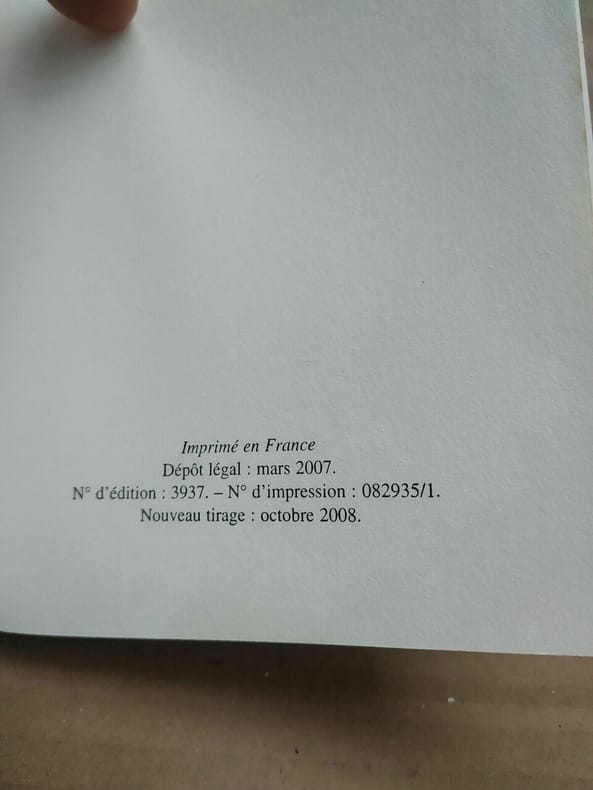 Imprimé en France
Dépôt légal : mars 2007.
N° d'édition : 3937. – N° d'impression : 082935/1.
Nouveau tirage : octobre 2008.